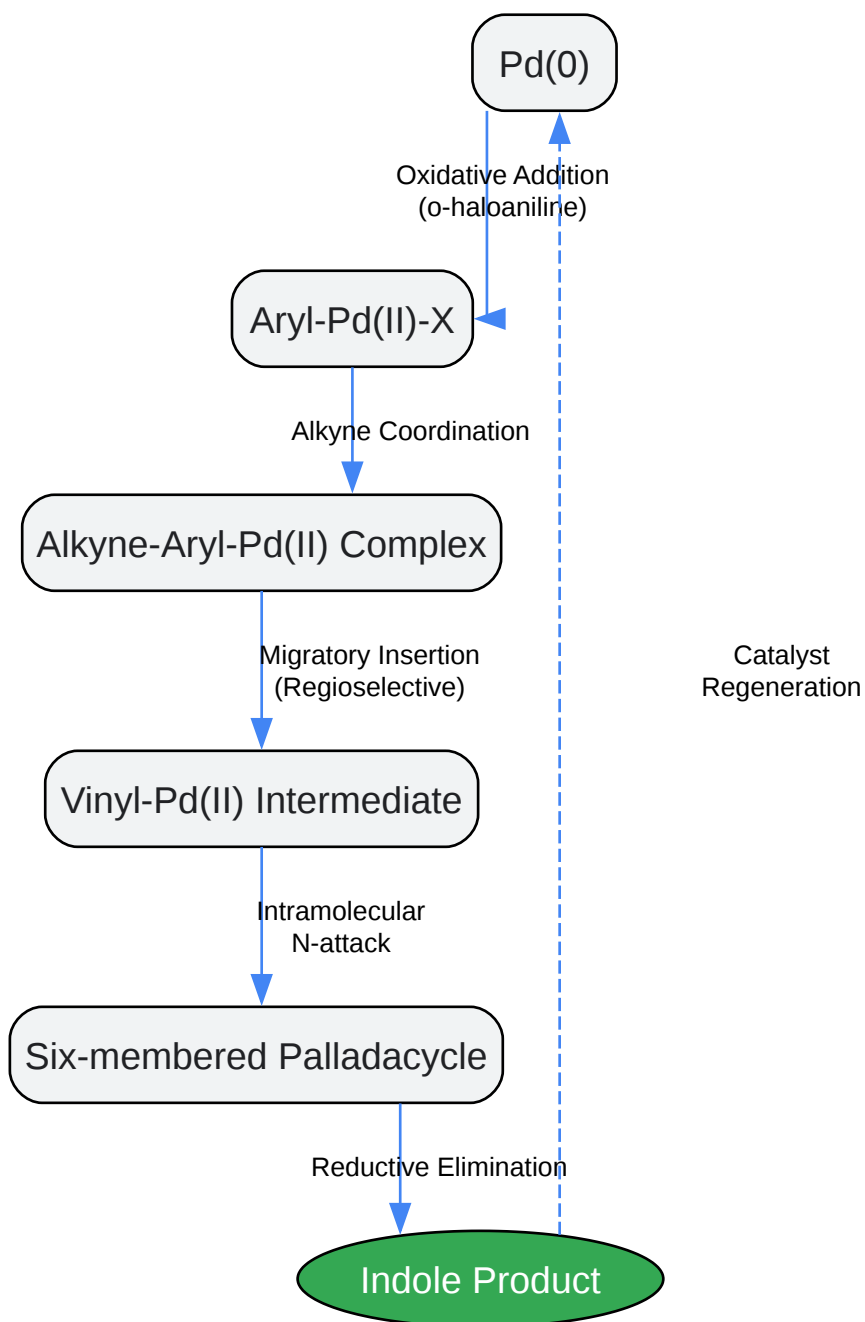 Pd(0)
Oxidative Addition
(o-haloaniline)
Aryl-Pd(II)-X
Alkyne Coordination
Alkyne-Aryl-Pd(II) Complex
Migratory Insertion
(Regioselective)
Catalyst
Regeneration
Vinyl-Pd(II) Intermediate
Intramolecular
N-attack
Six-membered Palladacycle
Reductive Elimination
Indole Product